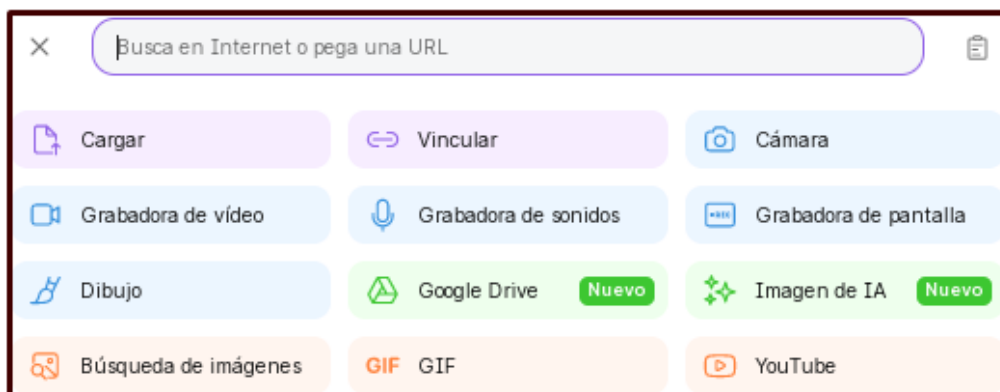 Busca en Internet o pega una URL
Cargar Vincular Cámara
Grabadora de vídeo Grabadora de sonidos Grabadora de pantalla
Dibujo Google Drive Nuevo Imagen de IA Nuevo
Búsqueda de imágenes GIF GIF YouTube